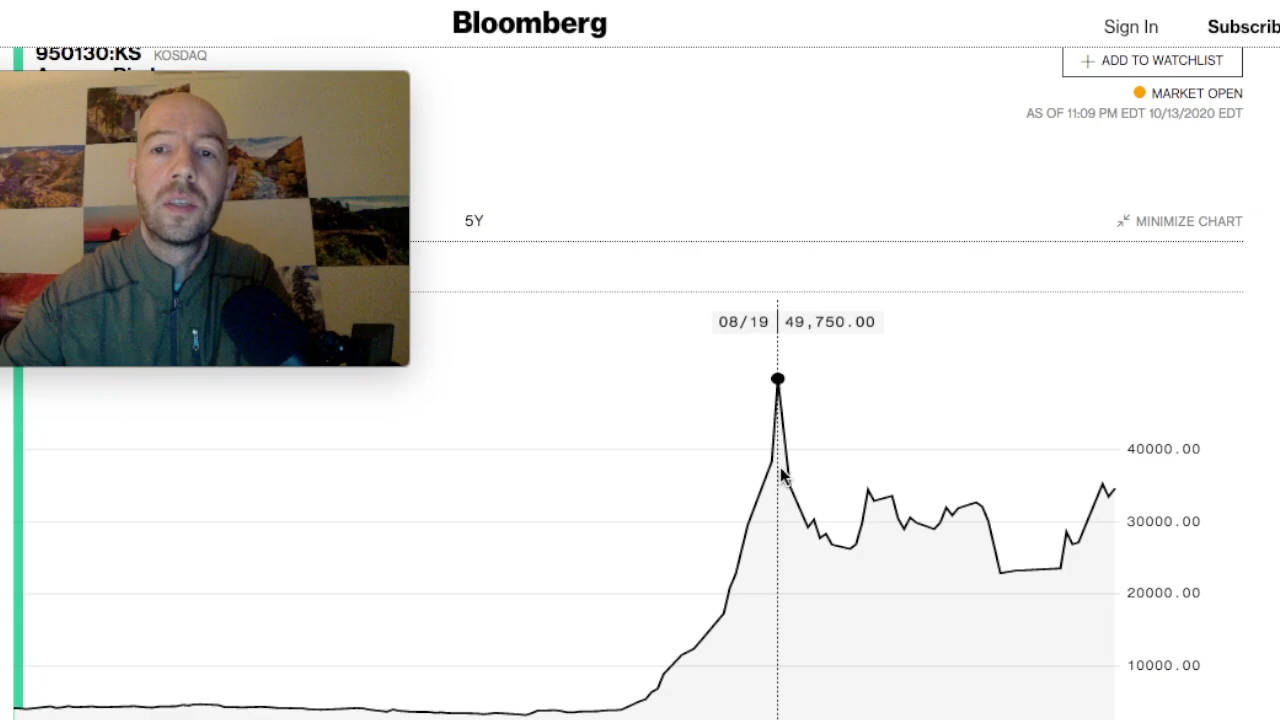 Bloomberg
Sign In
Subscrib
950130:KS KOSDAQ
ADD TO WATCHLIST
MARKET OPEN
AS OF 11:09 PM EDT 10/13/2020 EDT
5Y
MINIMIZE CHART
08/19 49,750.00
40000.00
30000.00
20000.00
10000.00